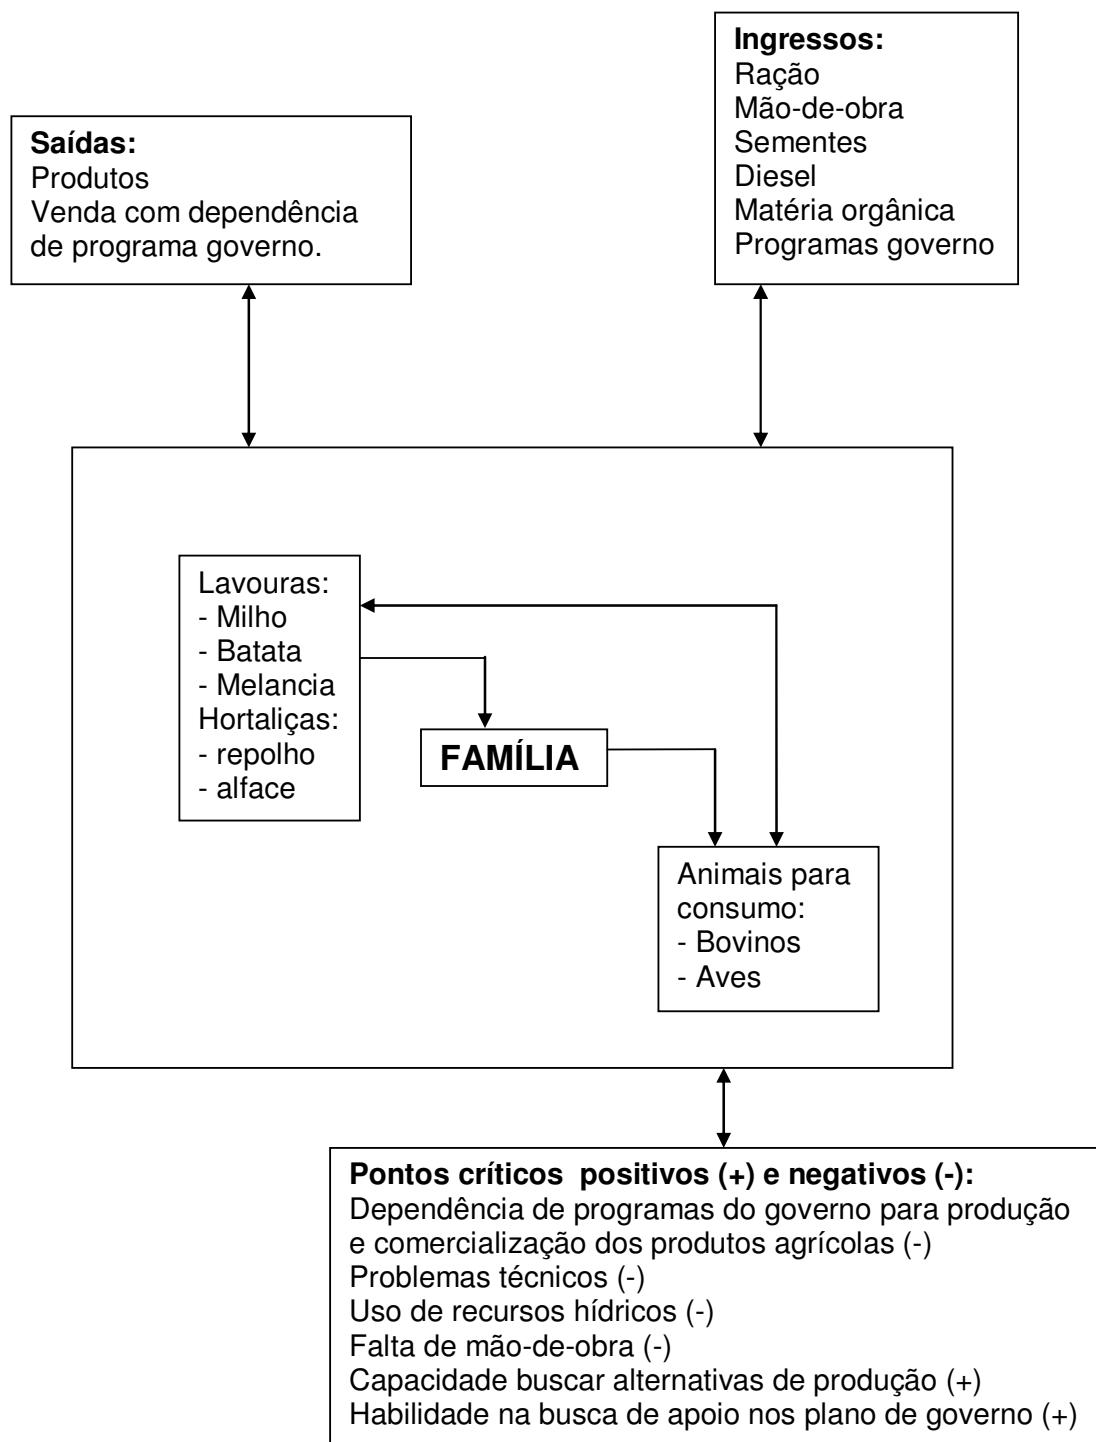 Ingressos:
Ração
Mão-de-obra
Sementes
Diesel
Matéria orgânica
Programas governo
Saídas:
Produtos
Venda com dependência
de programa governo.
Lavouras:
- Milho
- Batata
- Melancia
Hortaliças:
- repolho
- alface
FAMÍLIA
Animais para
consumo:
- Bovinos
- Aves
Pontos críticos  positivos (+) e negativos (-):
Dependência de programas do governo para produção
e comercialização dos produtos agrícolas (-)
Problemas técnicos (-)
Uso de recursos hídricos (-)
Falta de mão-de-obra (-)
Capacidade buscar alternativas de produção (+)
Habilidade na busca de apoio nos plano de governo (+)